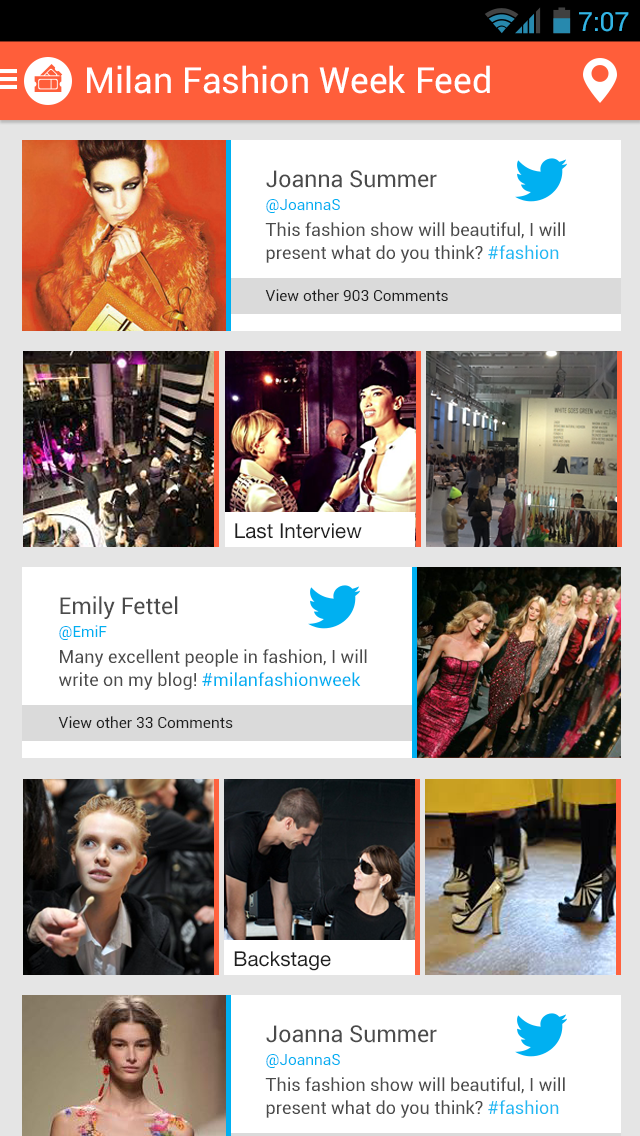 7:07
Milan Fashion Week Feed
Joanna Summer
@JoannaS
This fashion show will beautiful, I will
present what do you think? #fashion
View other 903 Comments
WHITE GOES GREEN
Last Interview
Emily Fettel
@EmiF
Many excellent people in fashion, I will
write on my blog! #milanfashionweek
View other 33 Comments
Backstage
Joanna Summer
@JoannaS
This fashion show will beautiful, I will
present what do you think? #fashion